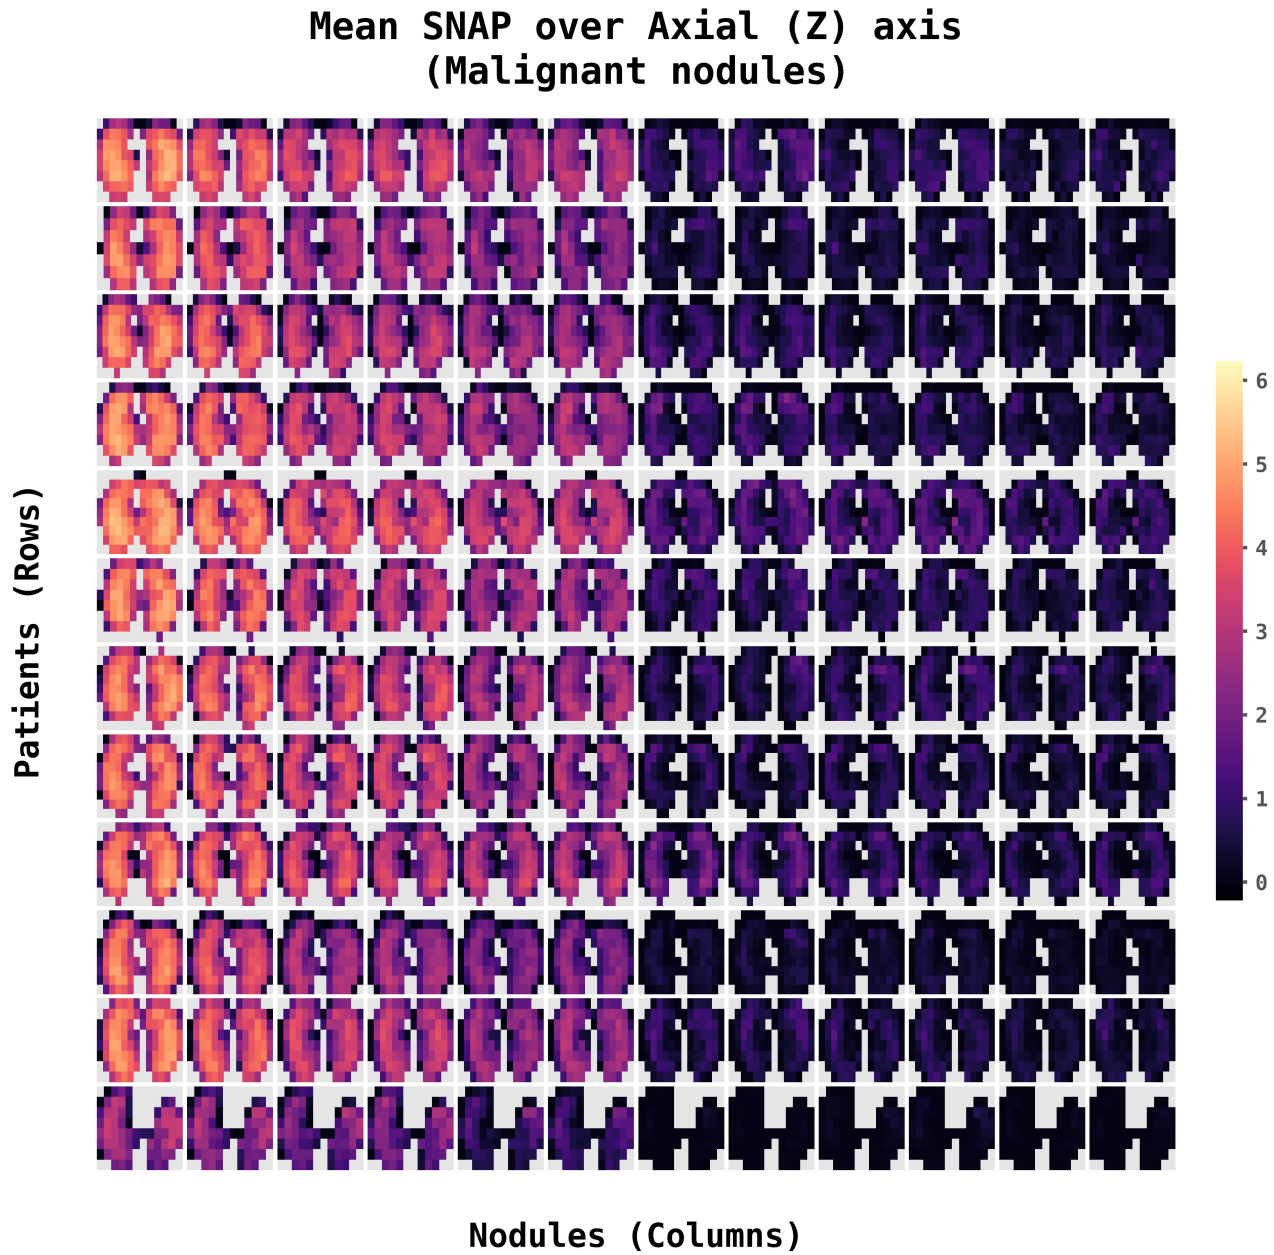 Mean SNAP over Axial (Z) axis
(Malignant nodules)
Patients (Rows)
6
5
4
3
2
1
0
Nodules (Columns)